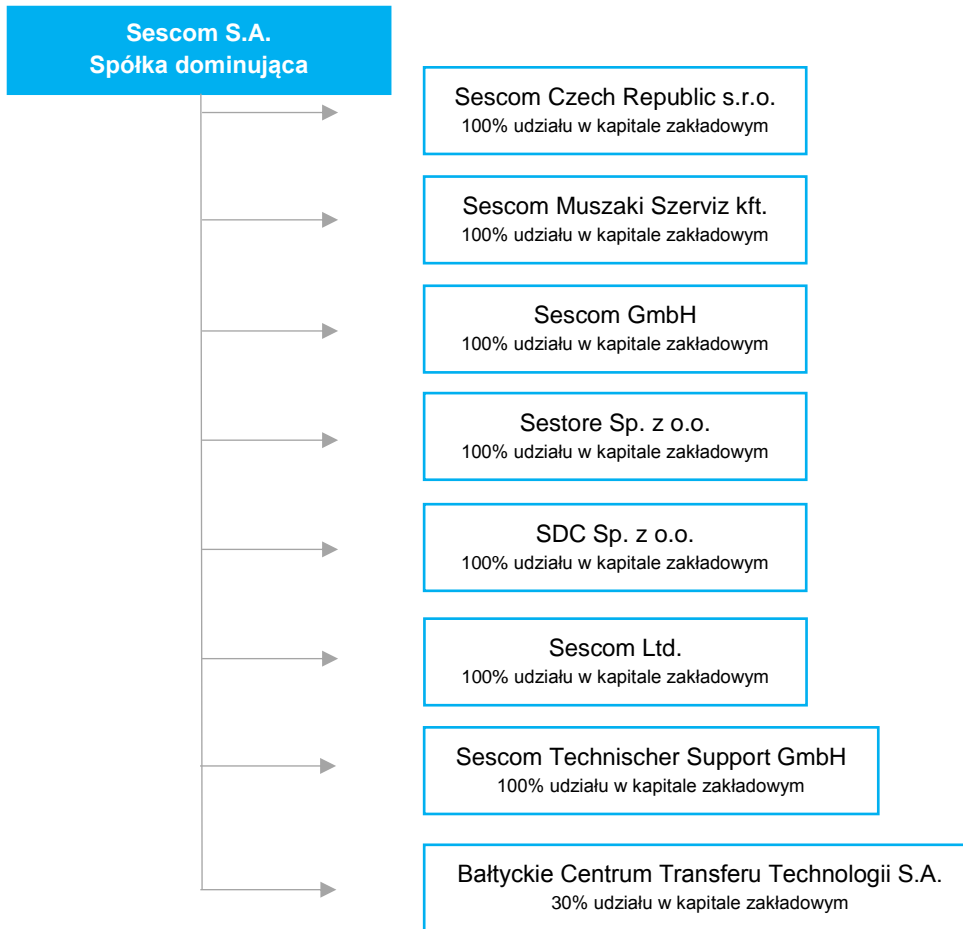 Sescom S.A.
Spółka dominująca
Sescom Czech Republic s.r.o.
100% udziału w kapitale zakładowym
Sescom Muszaki Szerviz kft.
100% udziału w kapitale zakładowym
Sescom GmbH
100% udziału w kapitale zakładowym
Sestore Sp. z o.o.
100% udziału w kapitale zakładowym
SDC Sp. z o.o.
100% udziału w kapitale zakładowym
Sescom Ltd.
100% udziału w kapitale zakładowym
Sescom Technischer Support GmbH
100% udziału w kapitale zakładowym
Bałtyckie Centrum Transferu Technologii S.A.
30% udziału w kapitale zakładowym